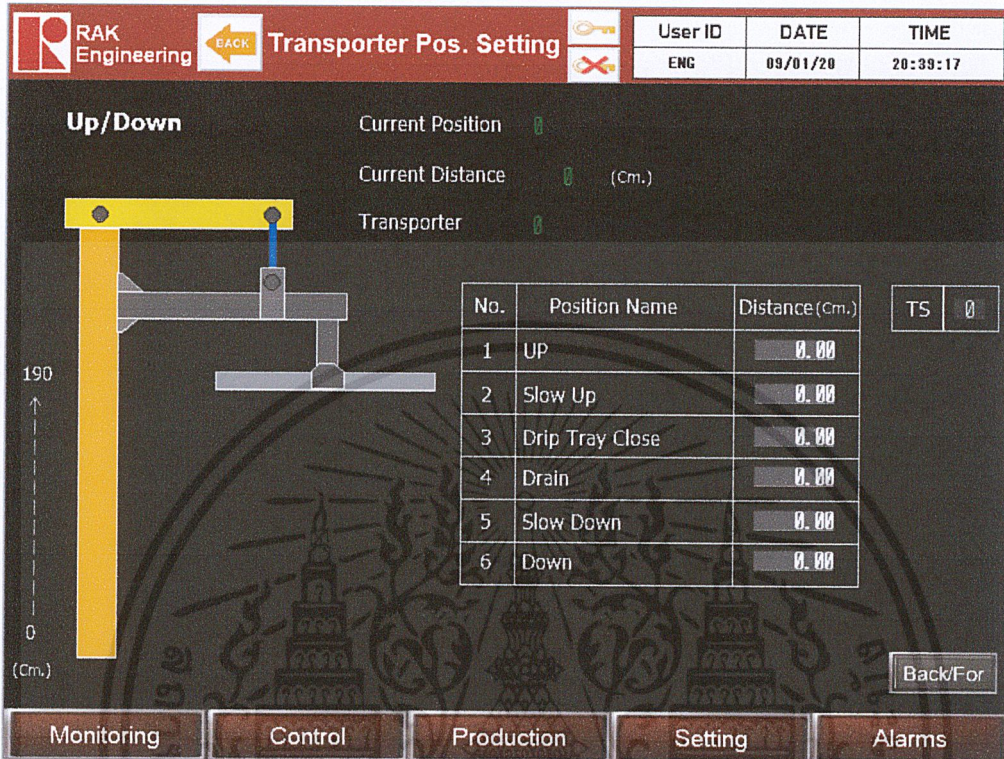 RAK
Engineering
BACK
Transporter Pos. Setting
User ID DATE TIME
ENG 09/01/20 20:39:17
Up/Down
Current Position 0
Current Distance 0 (Cm.)
Transporter 0
No. Position Name Distance(Cm.)
TS 0
1 UP 0.00
2 Slow Up 0.00
3 Drip Tray Close 0.00
4 Drain 0.00
5 Slow Down 0.00
6 Down 0.00
190
0
(Cm.)
Back/For
Monitoring Control Production Setting Alarms